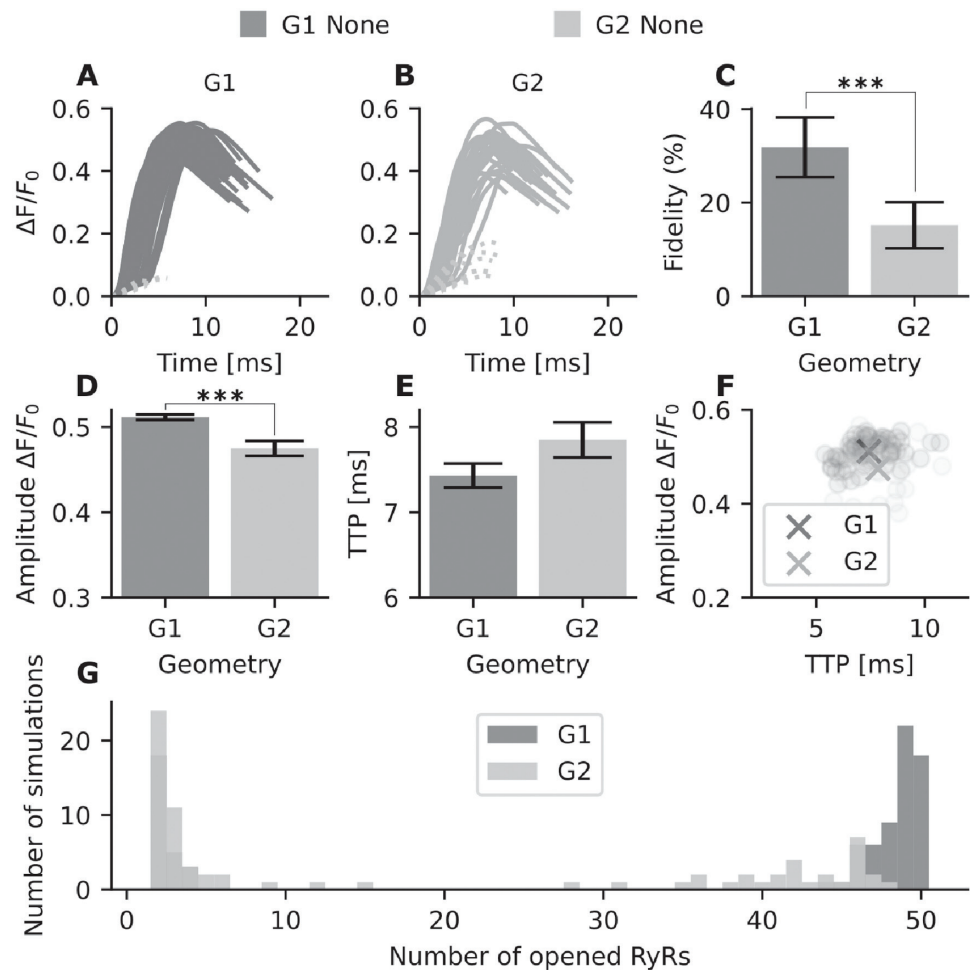 G1 None G2 None
A G1 B G2 C
0.6 0.6 40
*** 
0.4 0.4
ΔF/F₀ Fidelity (%)
20
0.2 0.2
0.0 0.0 0
0 10 20 0 10 20 G1 G2
Time [ms] Time [ms] Geometry
D E F
*** 
0.5 8 0.6
Amplitude ΔF/F₀ TTP [ms] Amplitude ΔF/F₀
0.4 7 0.4
G1
G2
0.3 6 0.2
G1 G2 G1 G2 5 10
Geometry Geometry TTP [ms]
G
Number of simulations
20
10
0
G1
G2
0 10 20 30 40 50
Number of opened RyRs